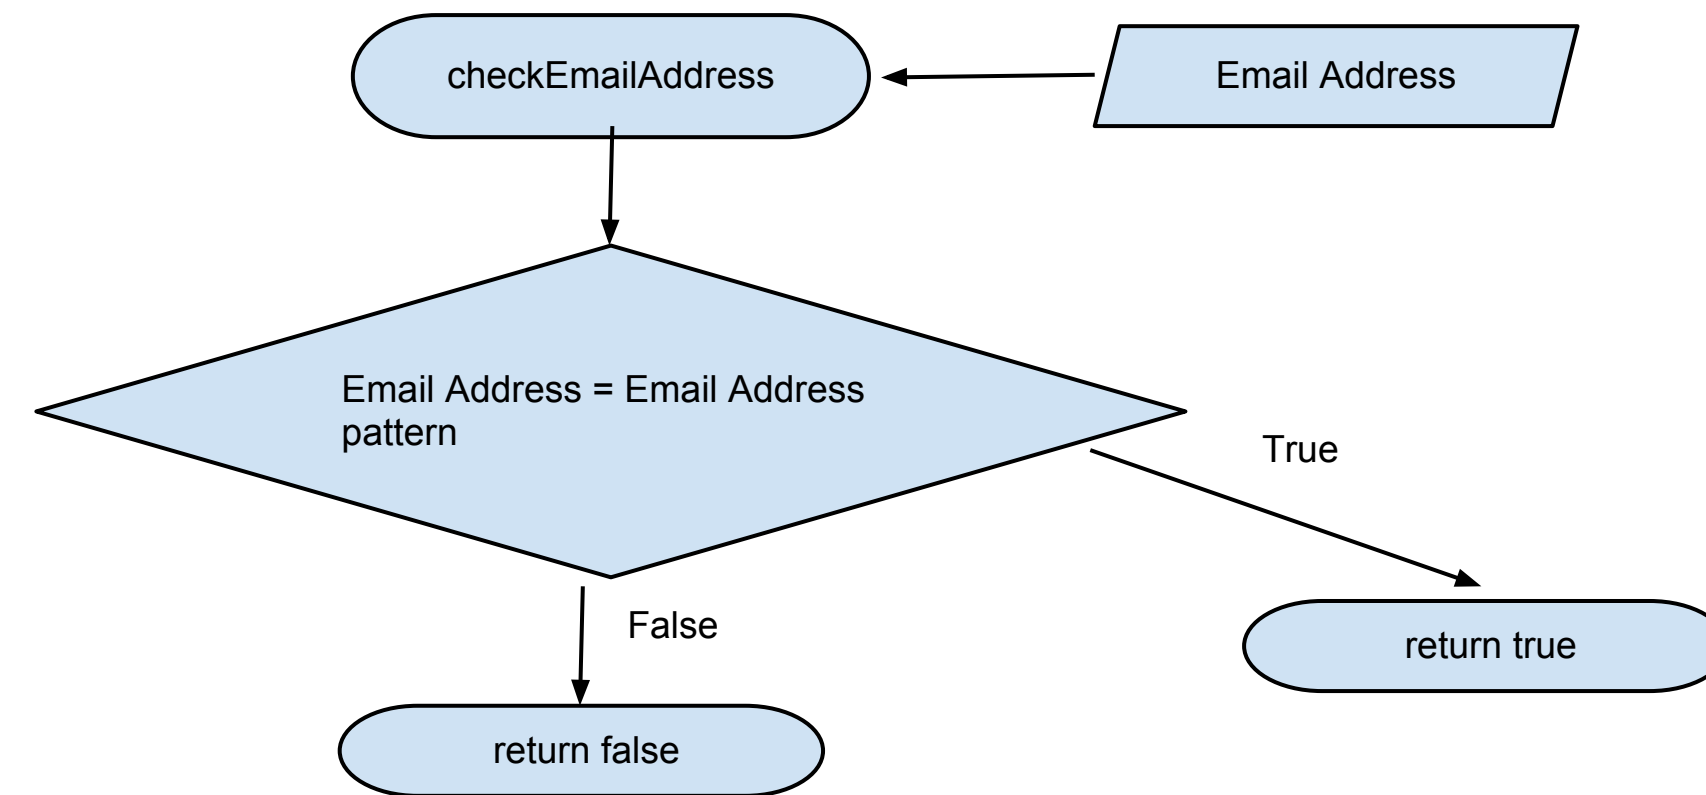 checkEmailAddress
Email Address
Email Address = Email Address
pattern
True
False
return true
return false